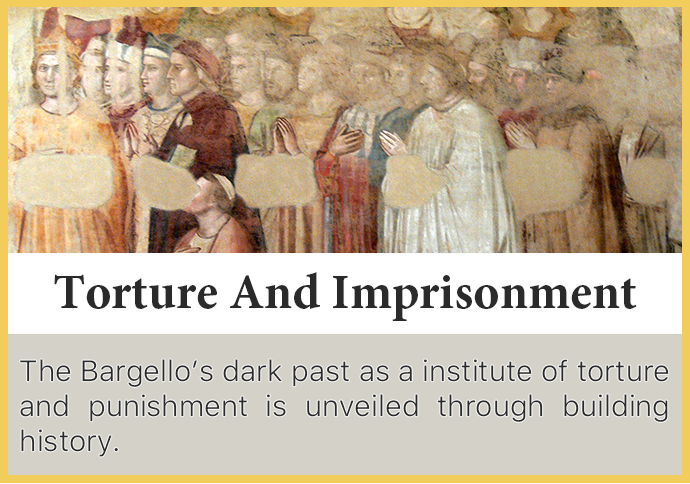 Torture And Imprisonment
The Bargello’s dark past as a institute of torture
and punishment is unveiled through building
history.